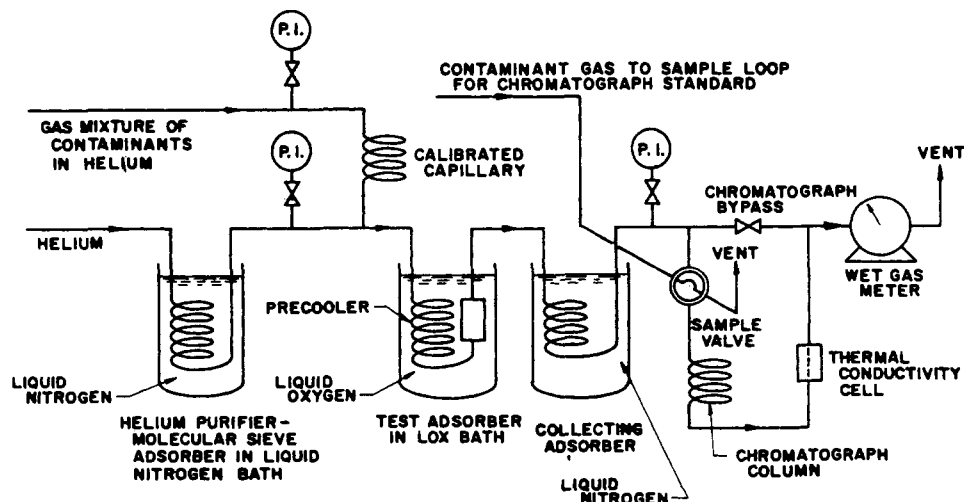 P.I.
CONTAMINANT GAS TO SAMPLE LOOP
FOR CHROMATOGRAPH STANDARD
GAS MIXTURE OF
CONTAMINANTS
IN HELIUM
P.I.
CALIBRATED
CAPILLARY
P.I.
VENT
CHROMATOGRAPH
BYPASS
HELIUM
VENT
WET GAS
METER
PRECOOLER
SAMPLE
VALVE
LIQUID
NITROGEN
LIQUID
OXYGEN
THERMAL
CONDUCTIVITY
CELL
HELIUM PURIFIER-
MOLECULAR SIEVE
ADSORBER IN LIQUID
NITROGEN BATH
TEST ADSORBER
IN LOX BATH
COLLECTING
ADSORBER
CHROMATOGRAPH
COLUMN
LIQUID
NITROGEN